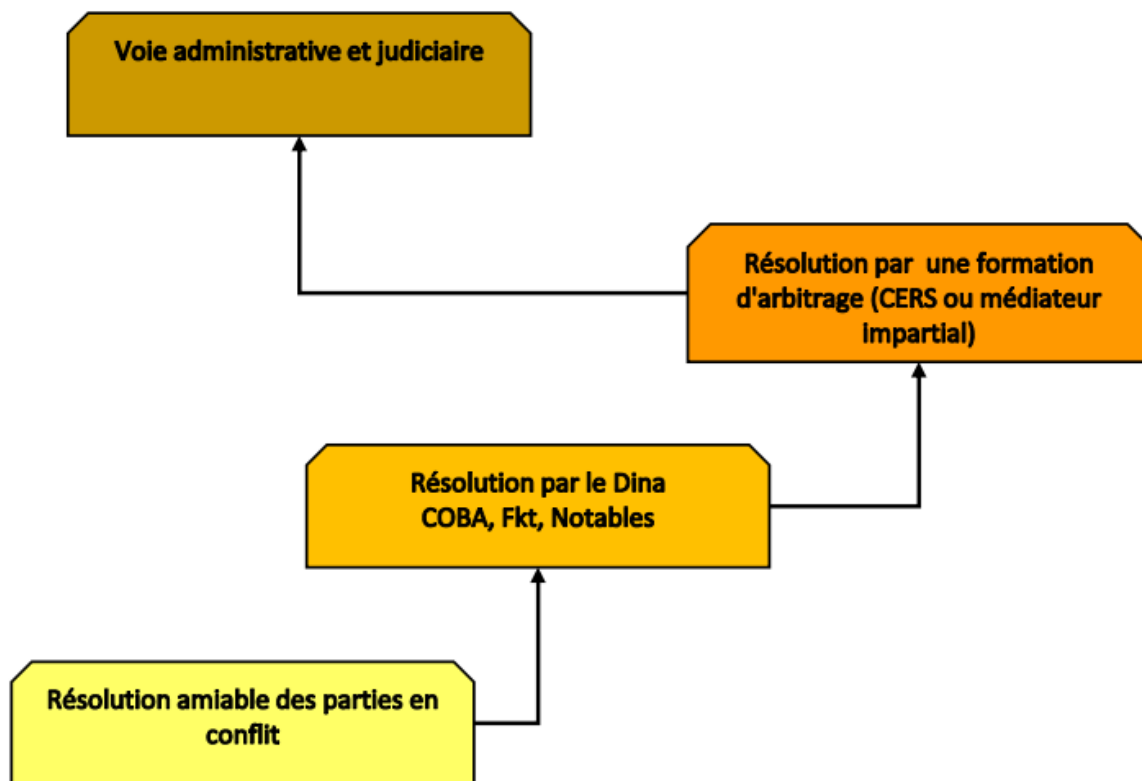 Voie administrative et judiciaire
Résolution par une formation
d'arbitrage (CERS ou médiateur
impartial)
Résolution par le Dina
COBA, Fkt, Notables
Résolution amiable des parties en
conflit